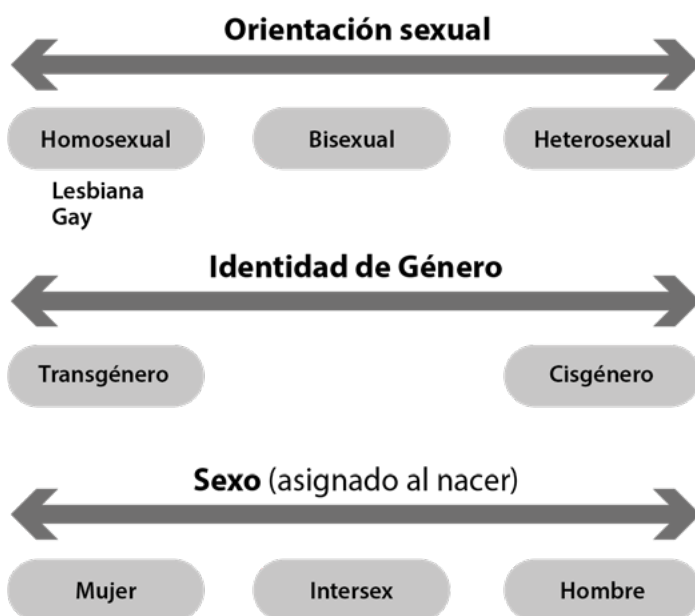 Orientación sexual
Homosexual Bisexual Heterosexual
Lesbiana
Gay
Identidad de Género
Transgénero Cisgénero
Sexo (asignado al nacer)
Mujer Intersex Hombre